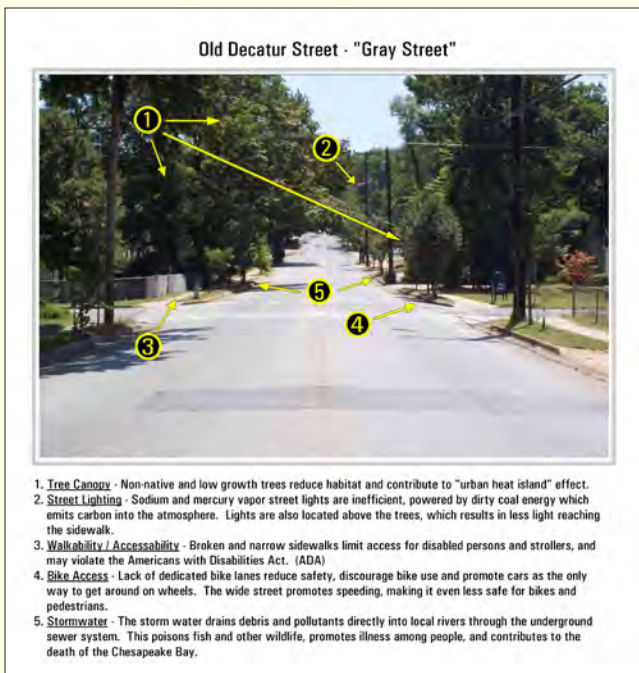 Old Decatur Street - "Gray Street"
1
2
5
4
3
1. Tree Canopy - Non-native and low growth trees reduce habitat and contribute to "urban heat island" effect.
2. Street Lighting - Sodium and mercury vapor street lights are inefficient, powered by dirty coal energy which
emits carbon into the atmosphere. Lights are also located above the trees, which results in less light reaching
the sidewalk.
3. Walkability / Accessability - Broken and narrow sidewalks limit access for disabled persons and strollers, and
may violate the Americans with Disabilities Act. (ADA)
4. Bike Access - Lack of dedicated bike lanes reduce safety, discourage bike use and promote cars as the only
way to get around on wheels. The wide street promotes speeding, making it even less safe for bikes and
pedestrians.
5. Stormwater - The storm water drains debris and pollutants directly into local rivers through the underground
sewer system. This poisons fish and other wildlife, promotes illness among people, and contributes to the
death of the Chesapeake Bay.